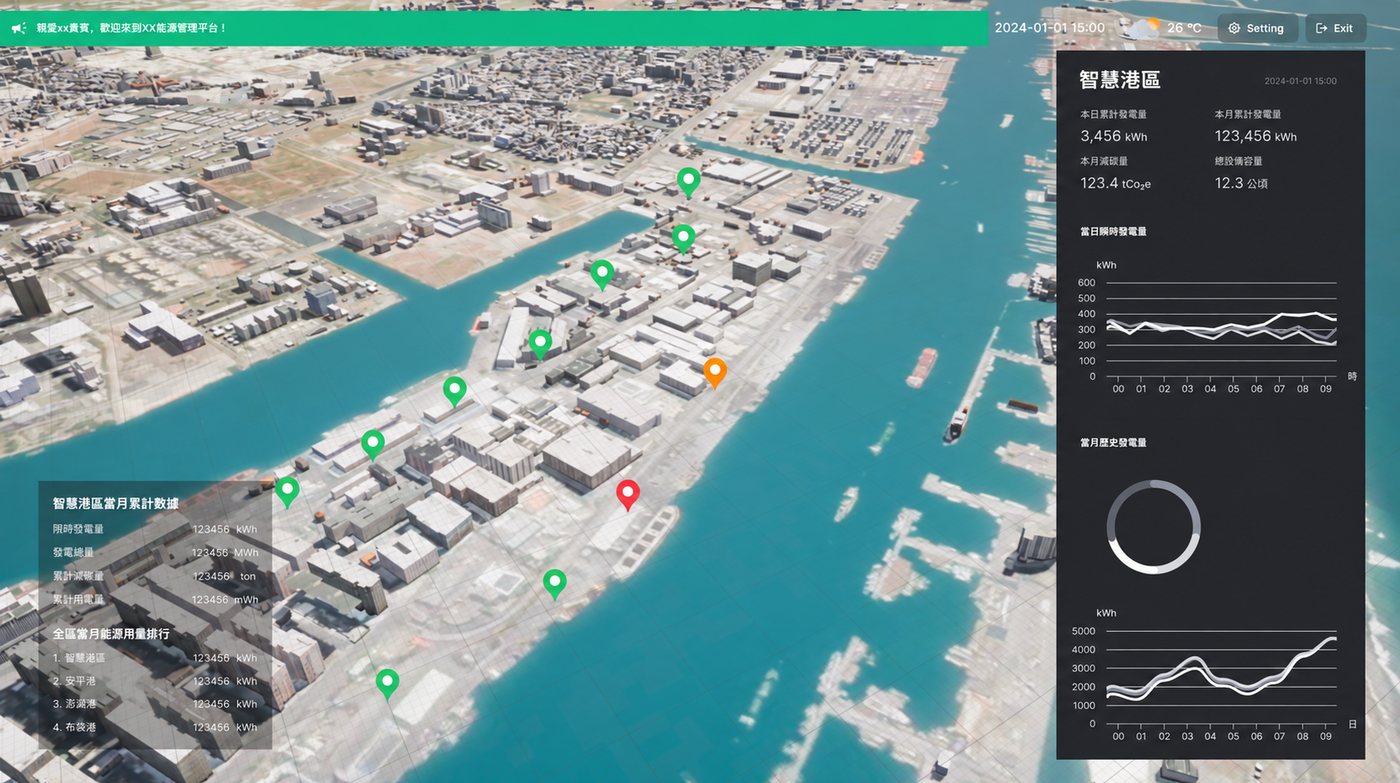 親愛xx貴賓，歡迎來到XX能源管理平台！
2024-01-01 15:00
26 °C
Setting
Exit
智慧港區
2024-01-01 15:00
本日累計發電量
本月累計發電量
3,456 kWh
123,456 kWh
本月減碳量
總設備容量
123.4 tCo₂e
12.3 公頃
當日瞬時發電量
kWh
600
500
400
300
200
100
0
00 01 02 03 04 05 06 07 08 09
時
當月歷史發電量
kWh
5000
4000
3000
2000
1000
0
00 01 02 03 04 05 06 07 08 09
日
智慧港區當月累計數據
限時發電量 123456 kWh
發電總量 123456 MWh
累計減碳量 123456 ton
累計用電量 123456 mWh
全區當月能源用量排行
1. 智慧港區 123456 kWh
2. 安平港 123456 kWh
3. 澎湖港 123456 kWh
4. 布袋港 123456 kWh